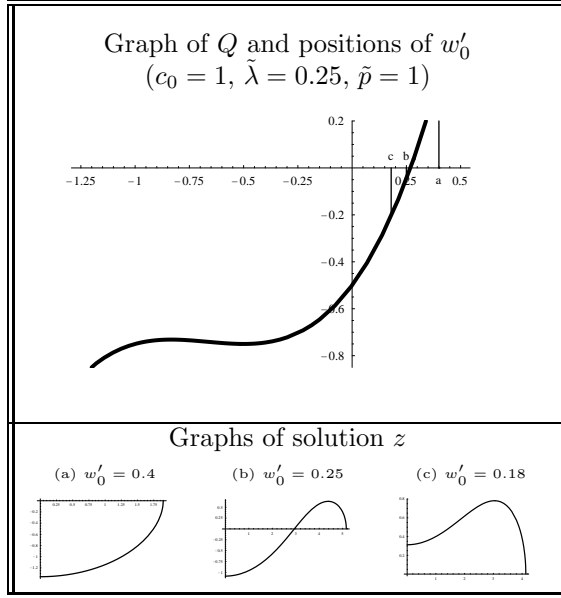 Graph of Q and positions of w′₀
(c₀ = 1, λ̃ = 0.25, p̃ = 1)
0.2
c b
−1.25 −1 −0.75 −0.5 −0.25 0.25 a 0.5
−0.2
−0.4
−0.6
−0.8
Graphs of solution z
(a) w′₀ = 0.4 (b) w′₀ = 0.25 (c) w′₀ = 0.18